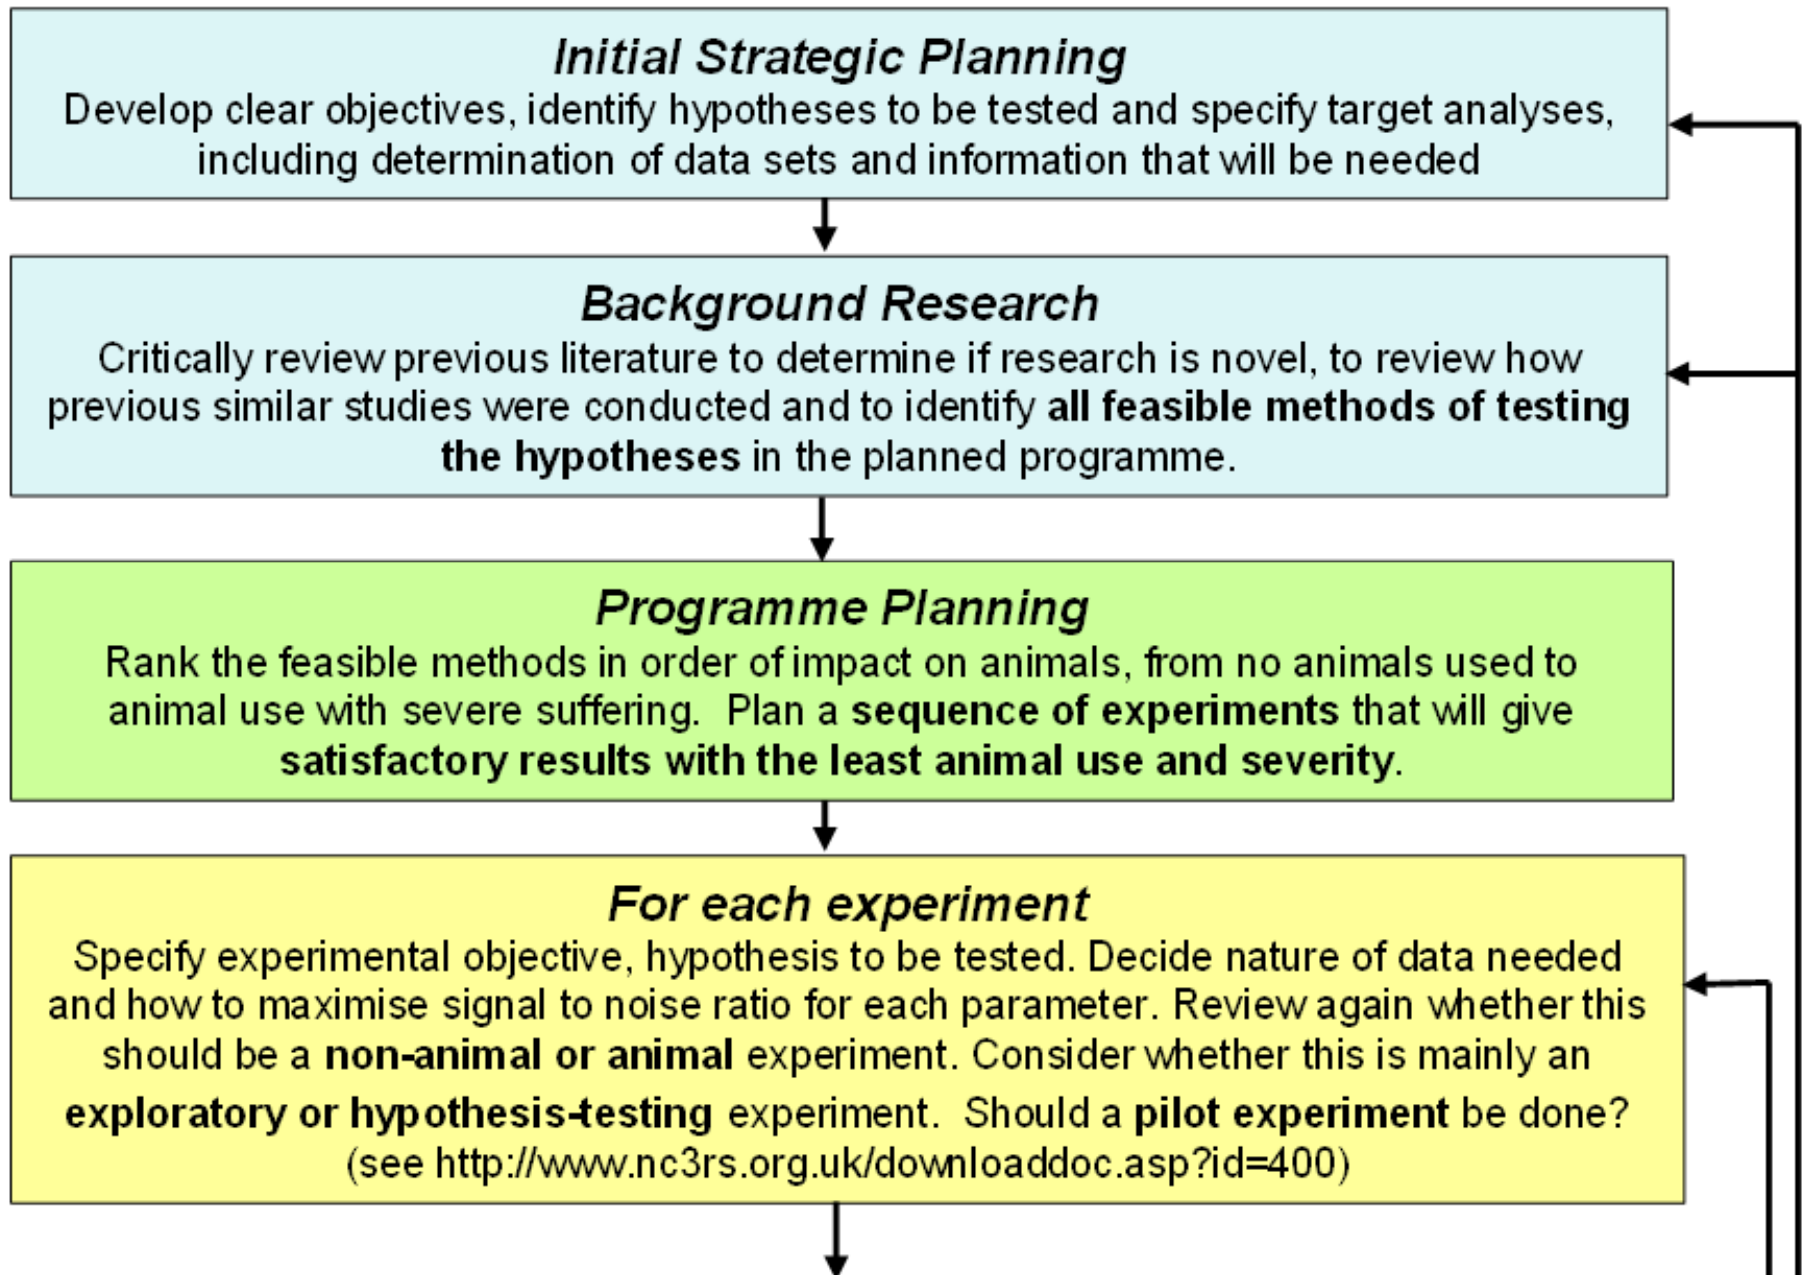 Initial Strategic Planning
Develop clear objectives, identify hypotheses to be tested and specify target analyses,
including determination of data sets and information that will be needed
Background Research
Critically review previous literature to determine if research is novel, to review how
previous similar studies were conducted and to identify all feasible methods of testing
the hypotheses in the planned programme.
Programme Planning
Rank the feasible methods in order of impact on animals, from no animals used to
animal use with severe suffering.  Plan a sequence of experiments that will give
satisfactory results with the least animal use and severity.
For each experiment
Specify experimental objective, hypothesis to be tested. Decide nature of data needed
and how to maximise signal to noise ratio for each parameter. Review again whether this
should be a non-animal or animal experiment. Consider whether this is mainly an
exploratory or hypothesis-testing experiment.  Should a pilot experiment be done?
(see http://www.nc3rs.org.uk/downloaddoc.asp?id=400)